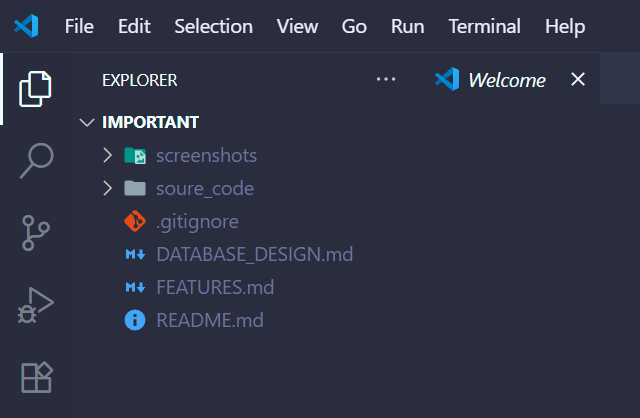 File Edit Selection View Go Run Terminal Help
EXPLORER ··· Welcome
IMPORTANT
screenshots
soure_code
.gitignore
DATABASE_DESIGN.md
FEATURES.md
README.md